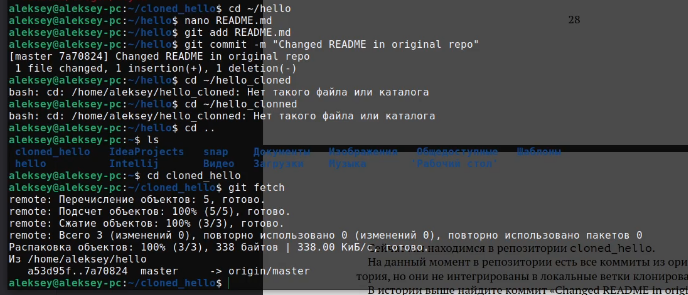 aleksey@aleksey-pc:~/cloned_hello$ cd ~/hello
aleksey@aleksey-pc:~/hello$ nano README.md
28
aleksey@aleksey-pc:~/hello$ git add README.md
aleksey@aleksey-pc:~/hello$ git commit -m "Changed README in original repo"
[master 7a70824] Changed README in original repo
1 file changed, 1 insertion(+), 1 deletion(-)
aleksey@aleksey-pc:~/hello$ cd ~/hello_cloned
bash: cd: /home/aleksey/hello_cloned: Нет такого файла или каталога
aleksey@aleksey-pc:~/hello$ cd ~/hello_clonned
bash: cd: /home/aleksey/hello_clonned: Нет такого файла или каталога
aleksey@aleksey-pc:~/hello$ cd ..
aleksey@aleksey-pc:~$ ls
cloned_hello IdeaProjects snap Документы Изображения Общедоступные Шаблоны
hello Intellij Видео Загрузки Музыка 'Рабочий стол'
aleksey@aleksey-pc:~$ cd cloned_hello
aleksey@aleksey-pc:~/cloned_hello$ git fetch
remote: Перечисление объектов: 5, готово.
remote: Подсчет объектов: 100% (5/5), готово.
remote: Сжатие объектов: 100% (3/3), готово.
remote: Всего 3 (изменений 0), повторно использовано 0 (изменений 0), повторно использовано пакетов 0
Распаковка объектов: 100% (3/3), 338 байтов | 338.00 КиБ/с, готово.
находимся в репозитории cloned_hello.
Из /home/aleksey/hello
На данный момент в репозитории есть все коммиты из ори
a53d95f..7a70824 master -> origin/master
тория, но они не интегрированы в локальные ветки клониров
aleksey@aleksey-pc:~/cloned_hello$
В истории выше найдите коммит «Changed README in origi